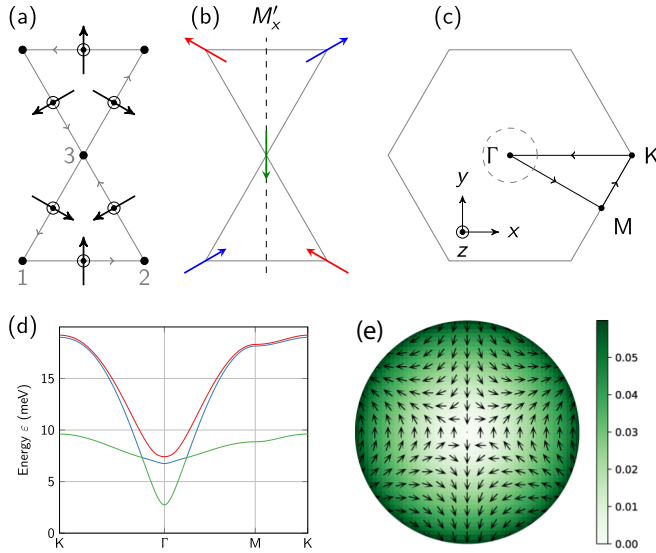 (a)
3
1
2
(b)
M′ₓ
(c)
Γ
K
M
y
x
z
(d)
Energy ε (meV)
15
10
5
0
K
Γ
M
K
(e)
0.05
0.04
0.03
0.02
0.01
0.00